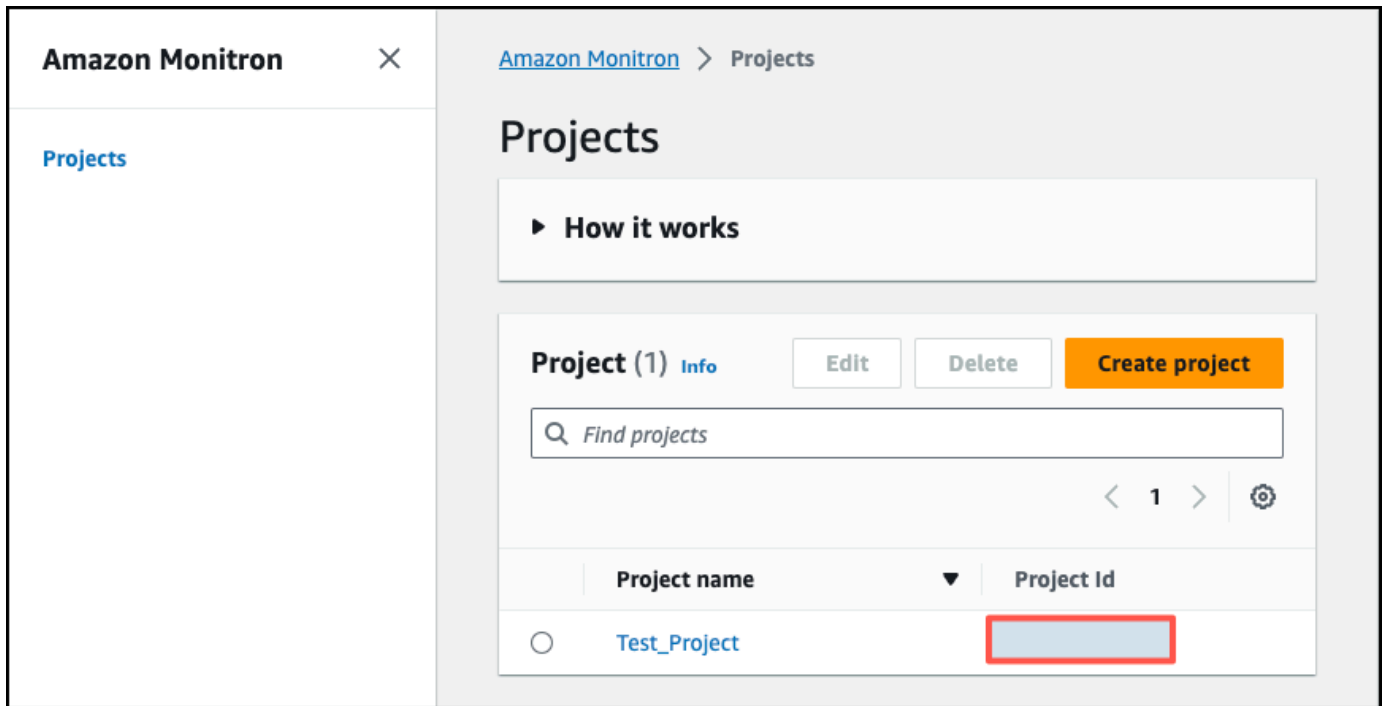 Amazon Monitron
Projects
Amazon Monitron > Projects
Projects
How it works
Project (1) Info
Edit
Delete
Create project
Find projects
1
Project name
Project Id
Test_Project